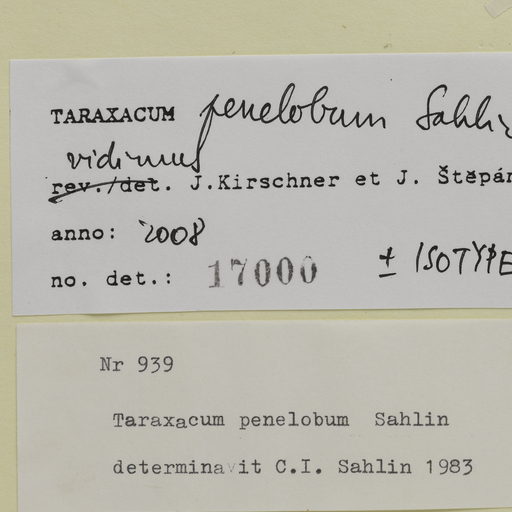 TARAXACUM penelobum Sahlin
vidimus
rev./det. J.Kirschner et J. Štěpán
anno: 2008
no. det.: 17000 ± ISOTYPE
Nr 939
Taraxacum penelobum Sahlin
determinavit C.I. Sahlin 1983